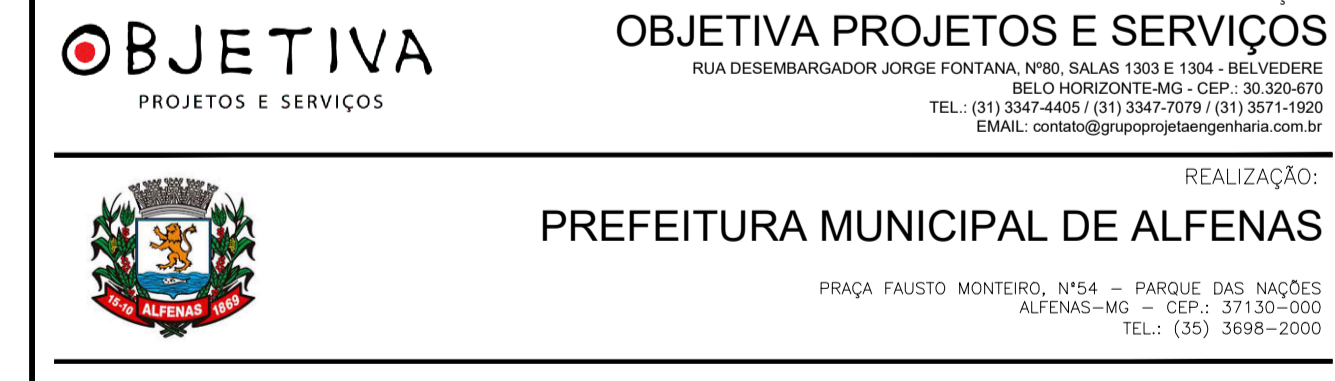 OBJETIVA
PROJETOS E SERVIÇOS
OBJETIVA PROJETOS E SERVIÇOS
RUA DESEMBARGADOR JORGE FONTANA, Nº80, SALAS 1303 E 1304 - BELVEDERE
BELO HORIZONTE-MG - CEP.: 30.320-670
TEL.: (31) 3347-4405 / (31) 3347-7079 / (31) 3571-1920
EMAIL: contato@grupoprojetaengenharia.com.br
REALIZAÇÃO:
PREFEITURA MUNICIPAL DE ALFENAS
15-10 ALFENAS 1869
PRAÇA FAUSTO MONTEIRO, Nº54 – PARQUE DAS NAÇÕES
ALFENAS–MG – CEP.: 37130–000
TEL.: (35) 3698–2000